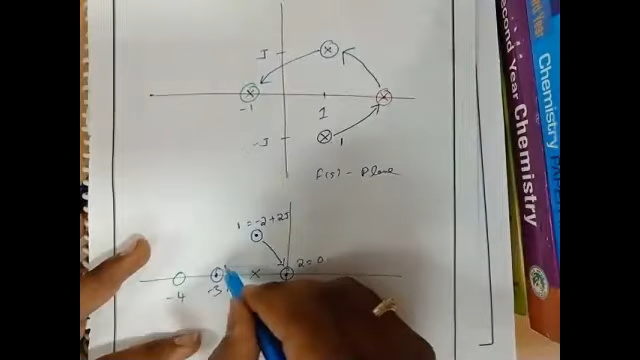 J
-1
1
-J
1
F(s) - Plane
1 = -2+2J
2=0
-4
-3
Second Year Chemistry
Chemistry